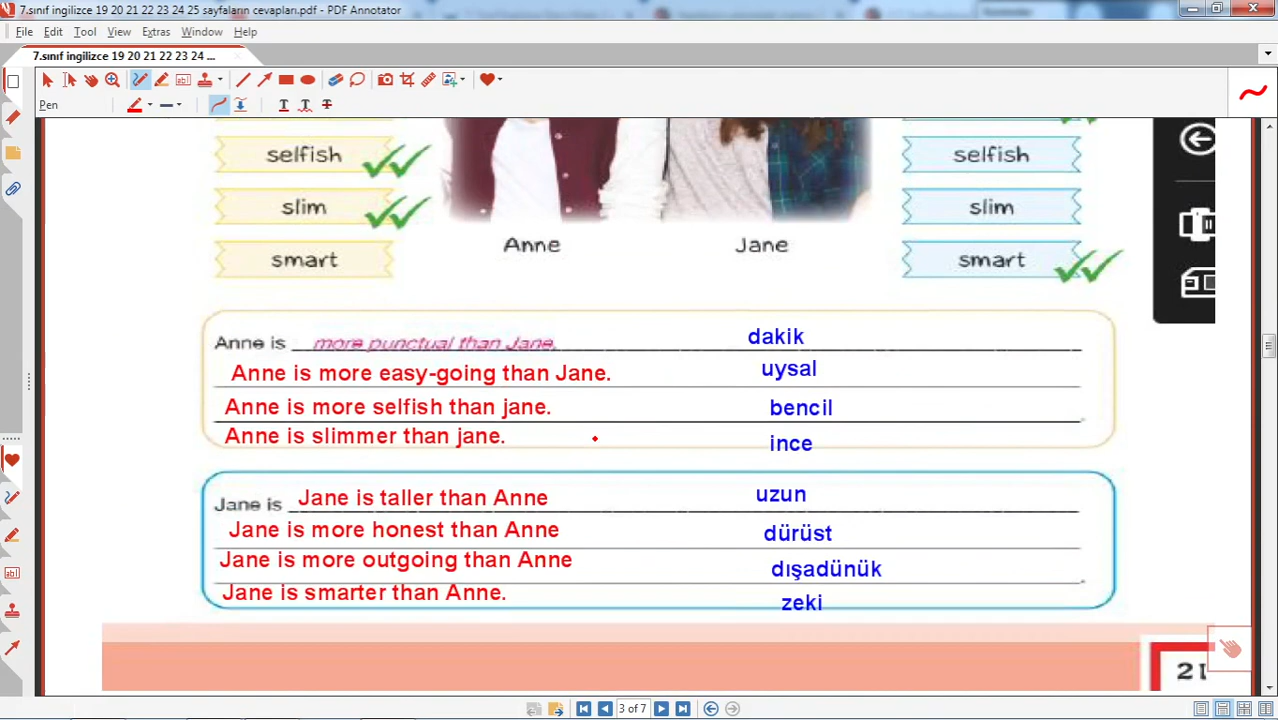 7.sınıf ingilizce 19 20 21 22 23 24 25 sayfaların cevapları.pdf - PDF Annotator
File Edit Tool View Extras Window Help
7.sınıf ingilizce 19 20 21 22 23 24 ...
Pen
selfish selfish
slim slim
Anne Jane
smart smart
Anne is more punctual than Jane. dakik
Anne is more easy-going than Jane. uysal
Anne is more selfish than jane. bencil
Anne is slimmer than jane. ince
Jane is Jane is taller than Anne uzun
Jane is more honest than Anne dürüst
Jane is more outgoing than Anne dışadünük
Jane is smarter than Anne. zeki
21
3 of 7